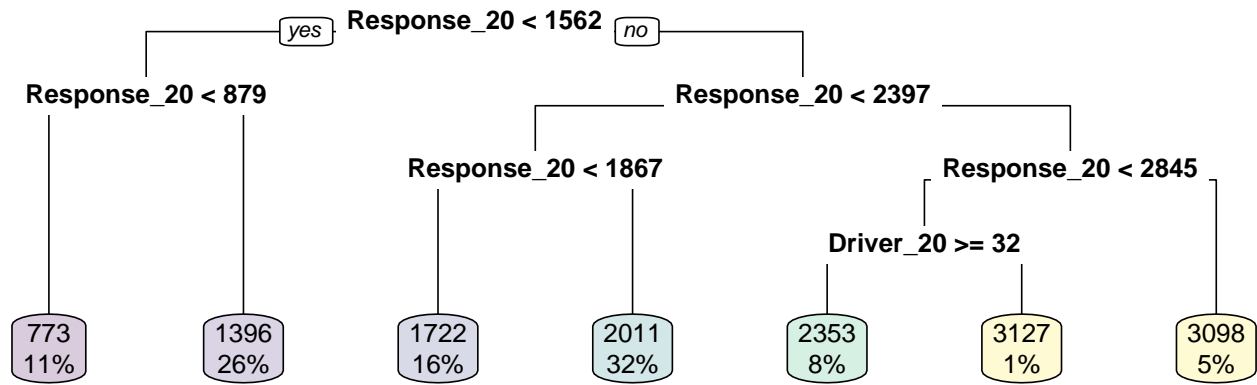 Response_20 < 1562
yes
no
Response_20 < 879
Response_20 < 2397
Response_20 < 1867
Response_20 < 2845
Driver_20 >= 32
773
11%
1396
26%
1722
16%
2011
32%
2353
8%
3127
1%
3098
5%